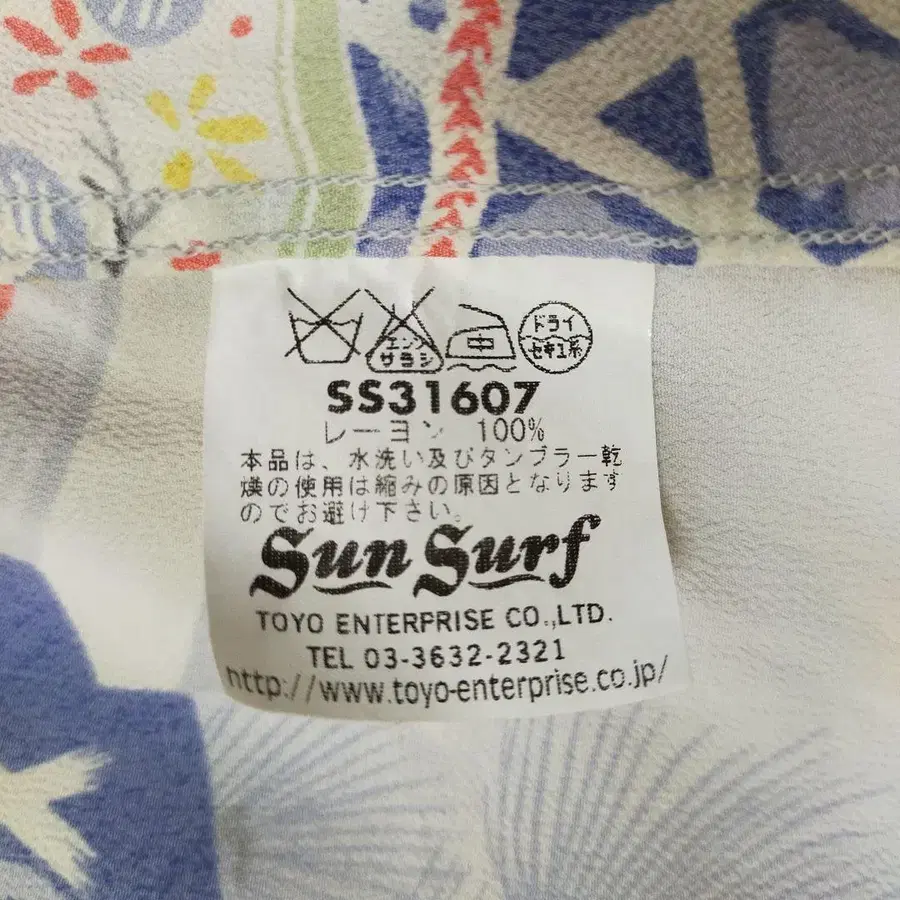 エンソ サラシ
中
ドライ
セキユ系
SS31607
レーヨン 100%
本品は、水洗い及びタンブラー乾
燥の使用は縮みの原因となります
のでお避け下さい。
Sun Surf
TOYO ENTERPRISE CO.,LTD.
TEL 03-3632-2321
http://www.toyo-enterprise.co.jp/